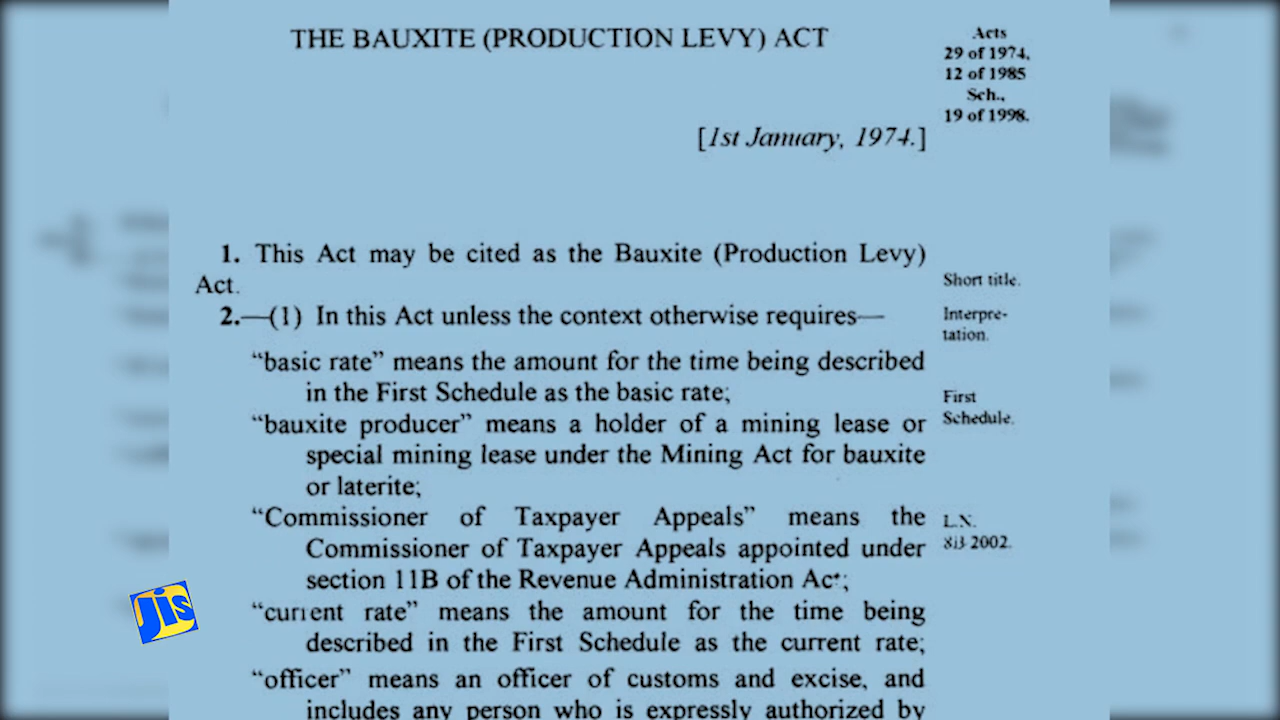 THE BAUXITE (PRODUCTION LEVY) ACT
Acts
29 of 1974,
12 of 1985
Sch.,
19 of 1998.
[1st January, 1974.]
1. This Act may be cited as the Bauxite (Production Levy)
Act.
Short title.
2.—(1) In this Act unless the context otherwise requires—
Interpre-
tation.
“basic rate” means the amount for the time being described
in the First Schedule as the basic rate;
First
Schedule.
“bauxite producer” means a holder of a mining lease or
special mining lease under the Mining Act for bauxite
or laterite;
“Commissioner of Taxpayer Appeals” means the
Commissioner of Taxpayer Appeals appointed under
section 11B of the Revenue Administration Act;
L.N.
2002.
“current rate” means the amount for the time being
described in the First Schedule as the current rate;
“officer” means an officer of customs and excise, and
includes any person who is expressly authorized by
jis